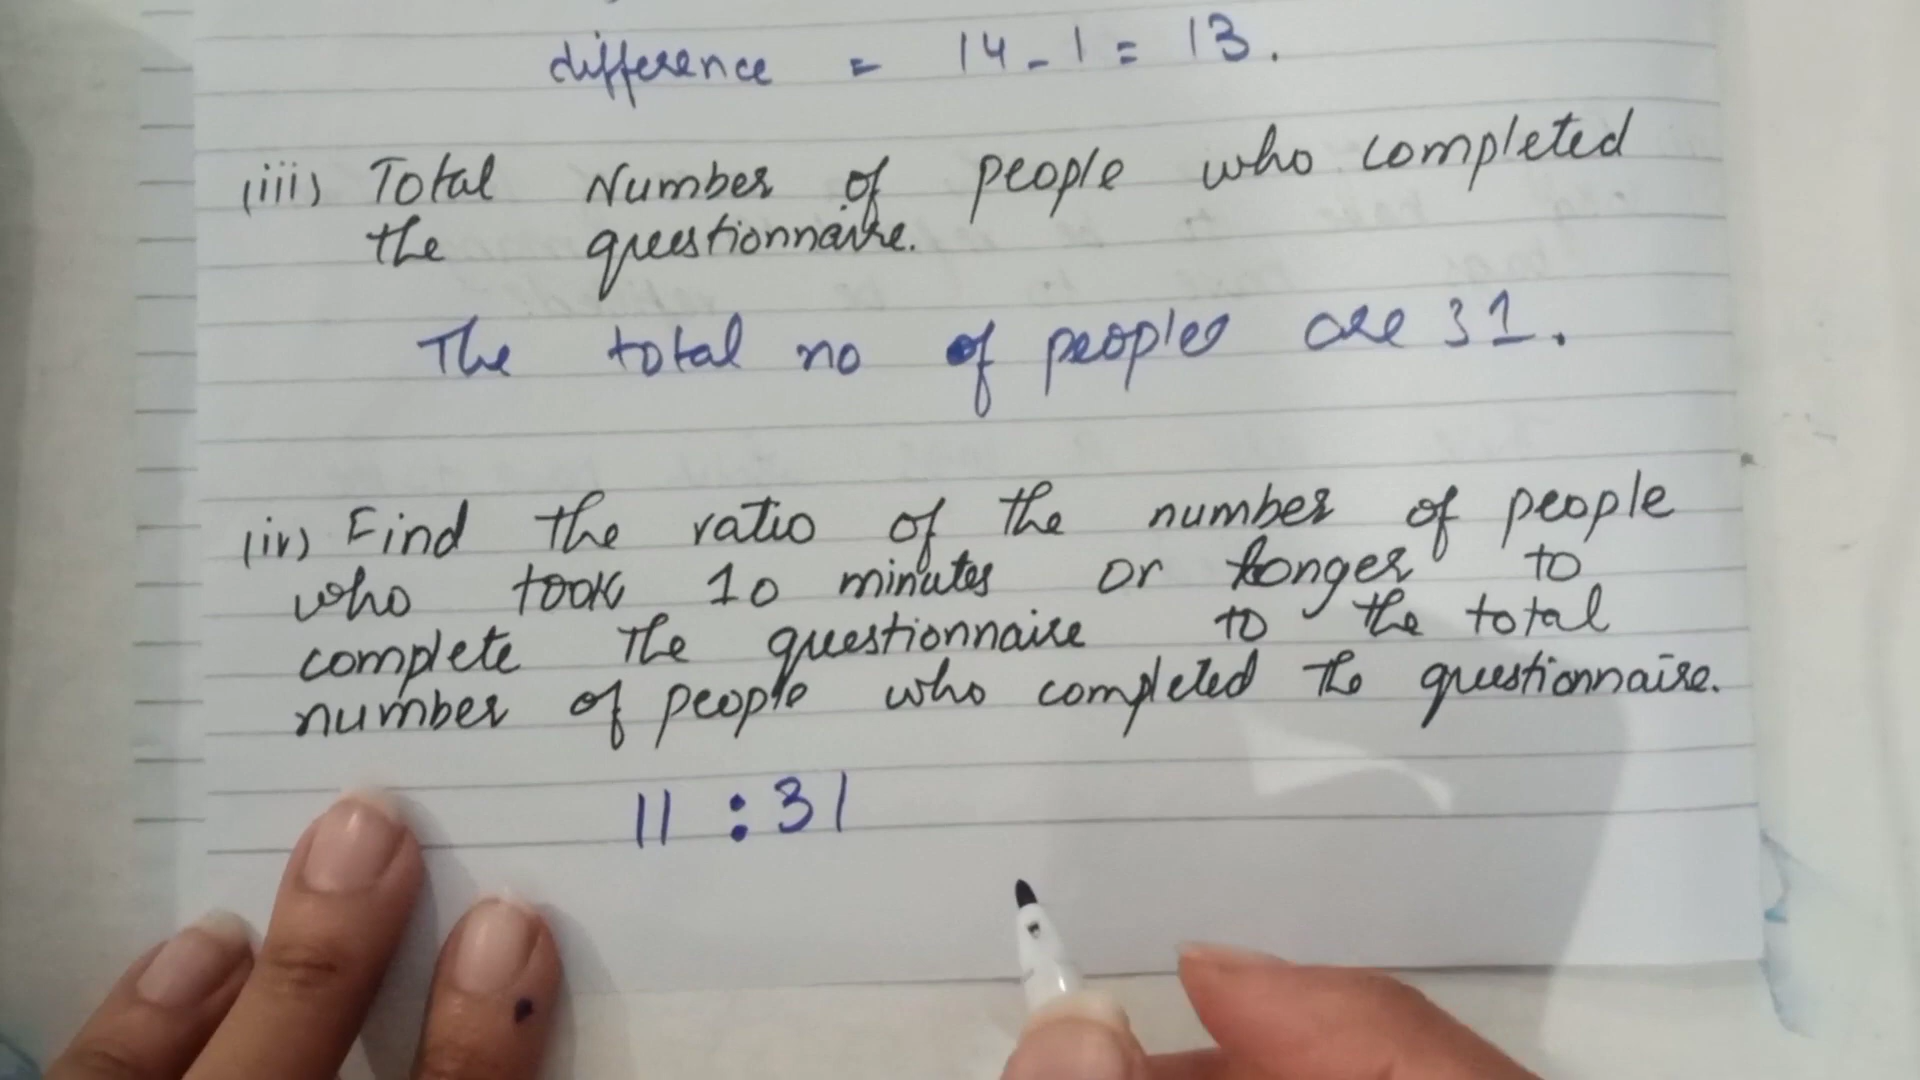 difference = 14 - 1 = 13.
(iii) Total Number of people who completed
the questionnaire.
The total no of peoples are 31.
(iv) Find the ratio of the number of people
who took 10 minutes or longer to
complete the questionnaire to the total
number of people who completed the questionnaire.
11 : 31